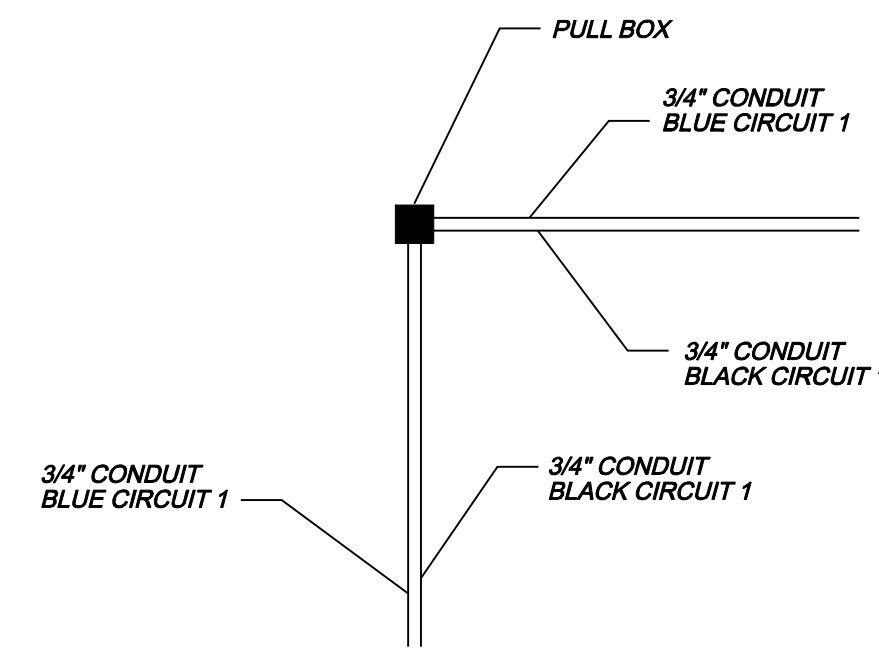 PULL BOX
3/4" CONDUIT
BLUE CIRCUIT 1
3/4" CONDUIT
BLACK CIRCUIT
3/4" CONDUIT
BLUE CIRCUIT 1
3/4" CONDUIT
BLACK CIRCUIT 1